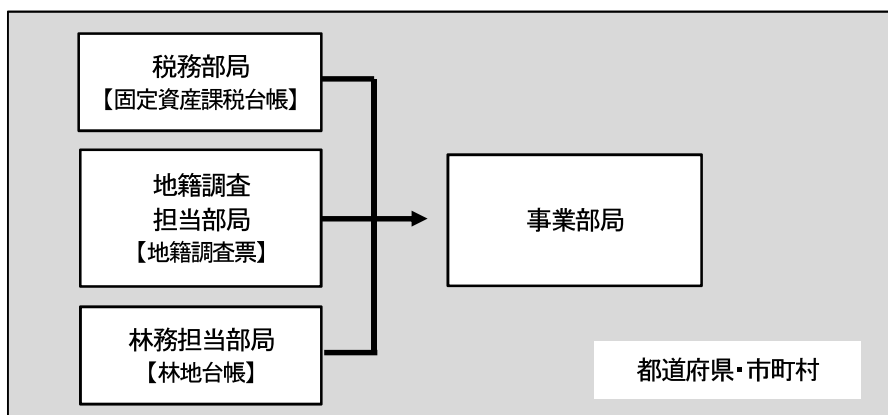 税務部局
【固定資産課税台帳】
地籍調査
担当部局
【地籍調査票】
林務担当部局
【林地台帳】
事業部局
都道府県・市町村